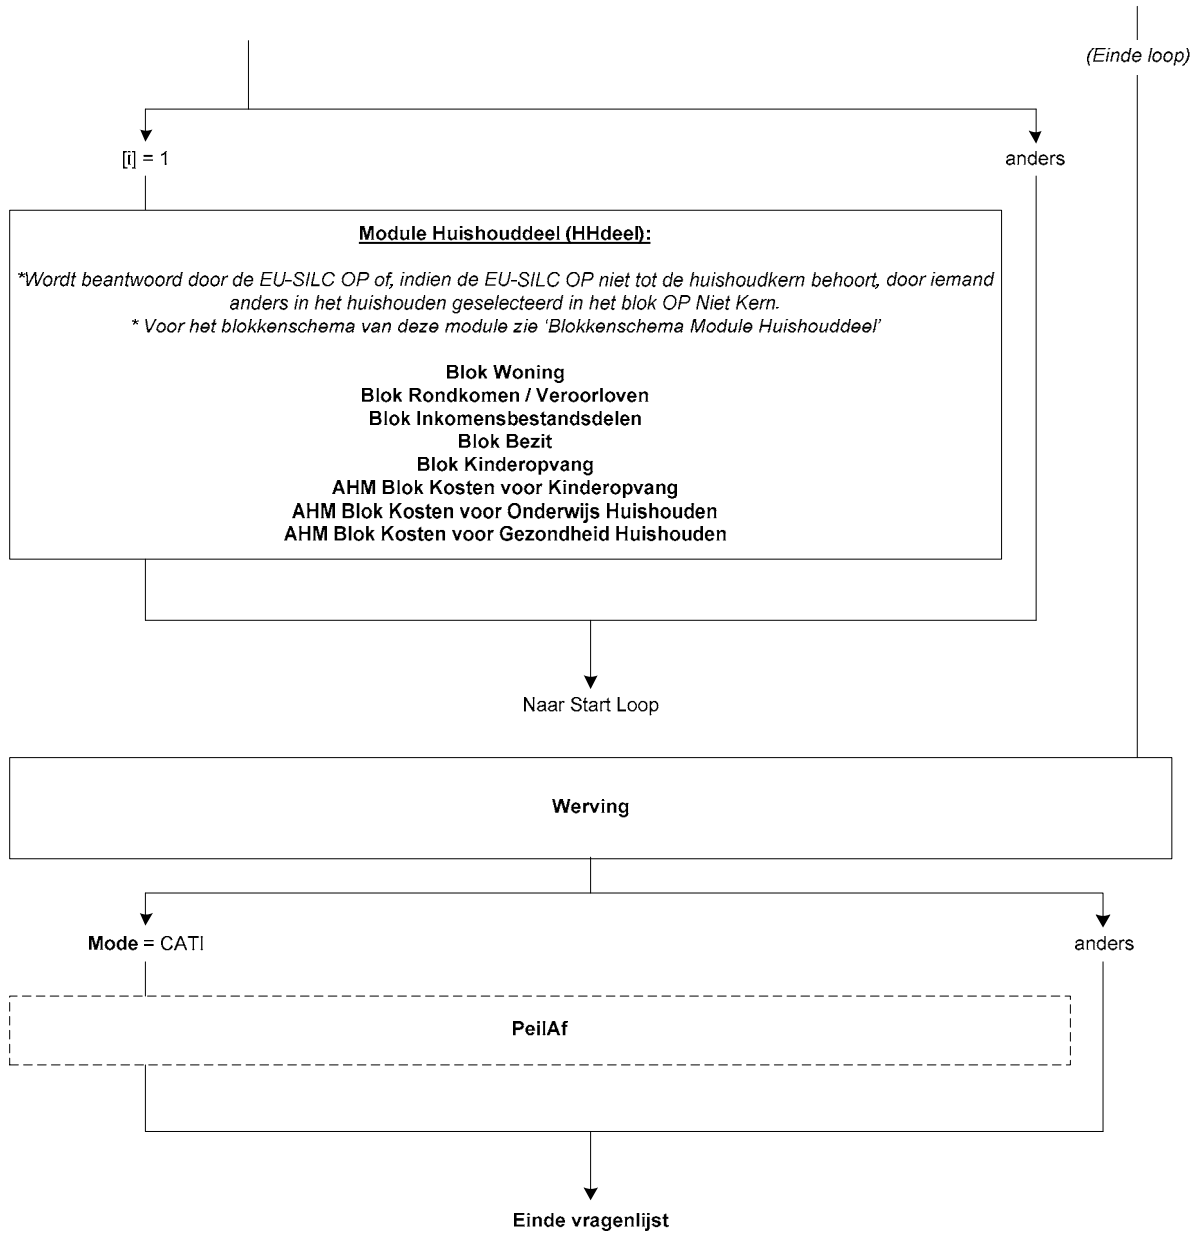 (Einde loop)
[i] = 1
anders
Module Huishouddeel (HHdeel):
*Wordt beantwoord door de EU-SILC OP of, indien de EU-SILC OP niet tot de huishoudkern behoort, door iemand
anders in het huishouden geselecteerd in het blok OP Niet Kern.
* Voor het blokkenschema van deze module zie ‘Blokkenschema Module Huishouddeel’
Blok Woning
Blok Rondkomen / Veroorloven
Blok Inkomensbestandsdelen
Blok Bezit
Blok Kinderopvang
AHM Blok Kosten voor Kinderopvang
AHM Blok Kosten voor Onderwijs Huishouden
AHM Blok Kosten voor Gezondheid Huishouden
Naar Start Loop
Werving
Mode = CATI
anders
PeilAf
Einde vragenlijst